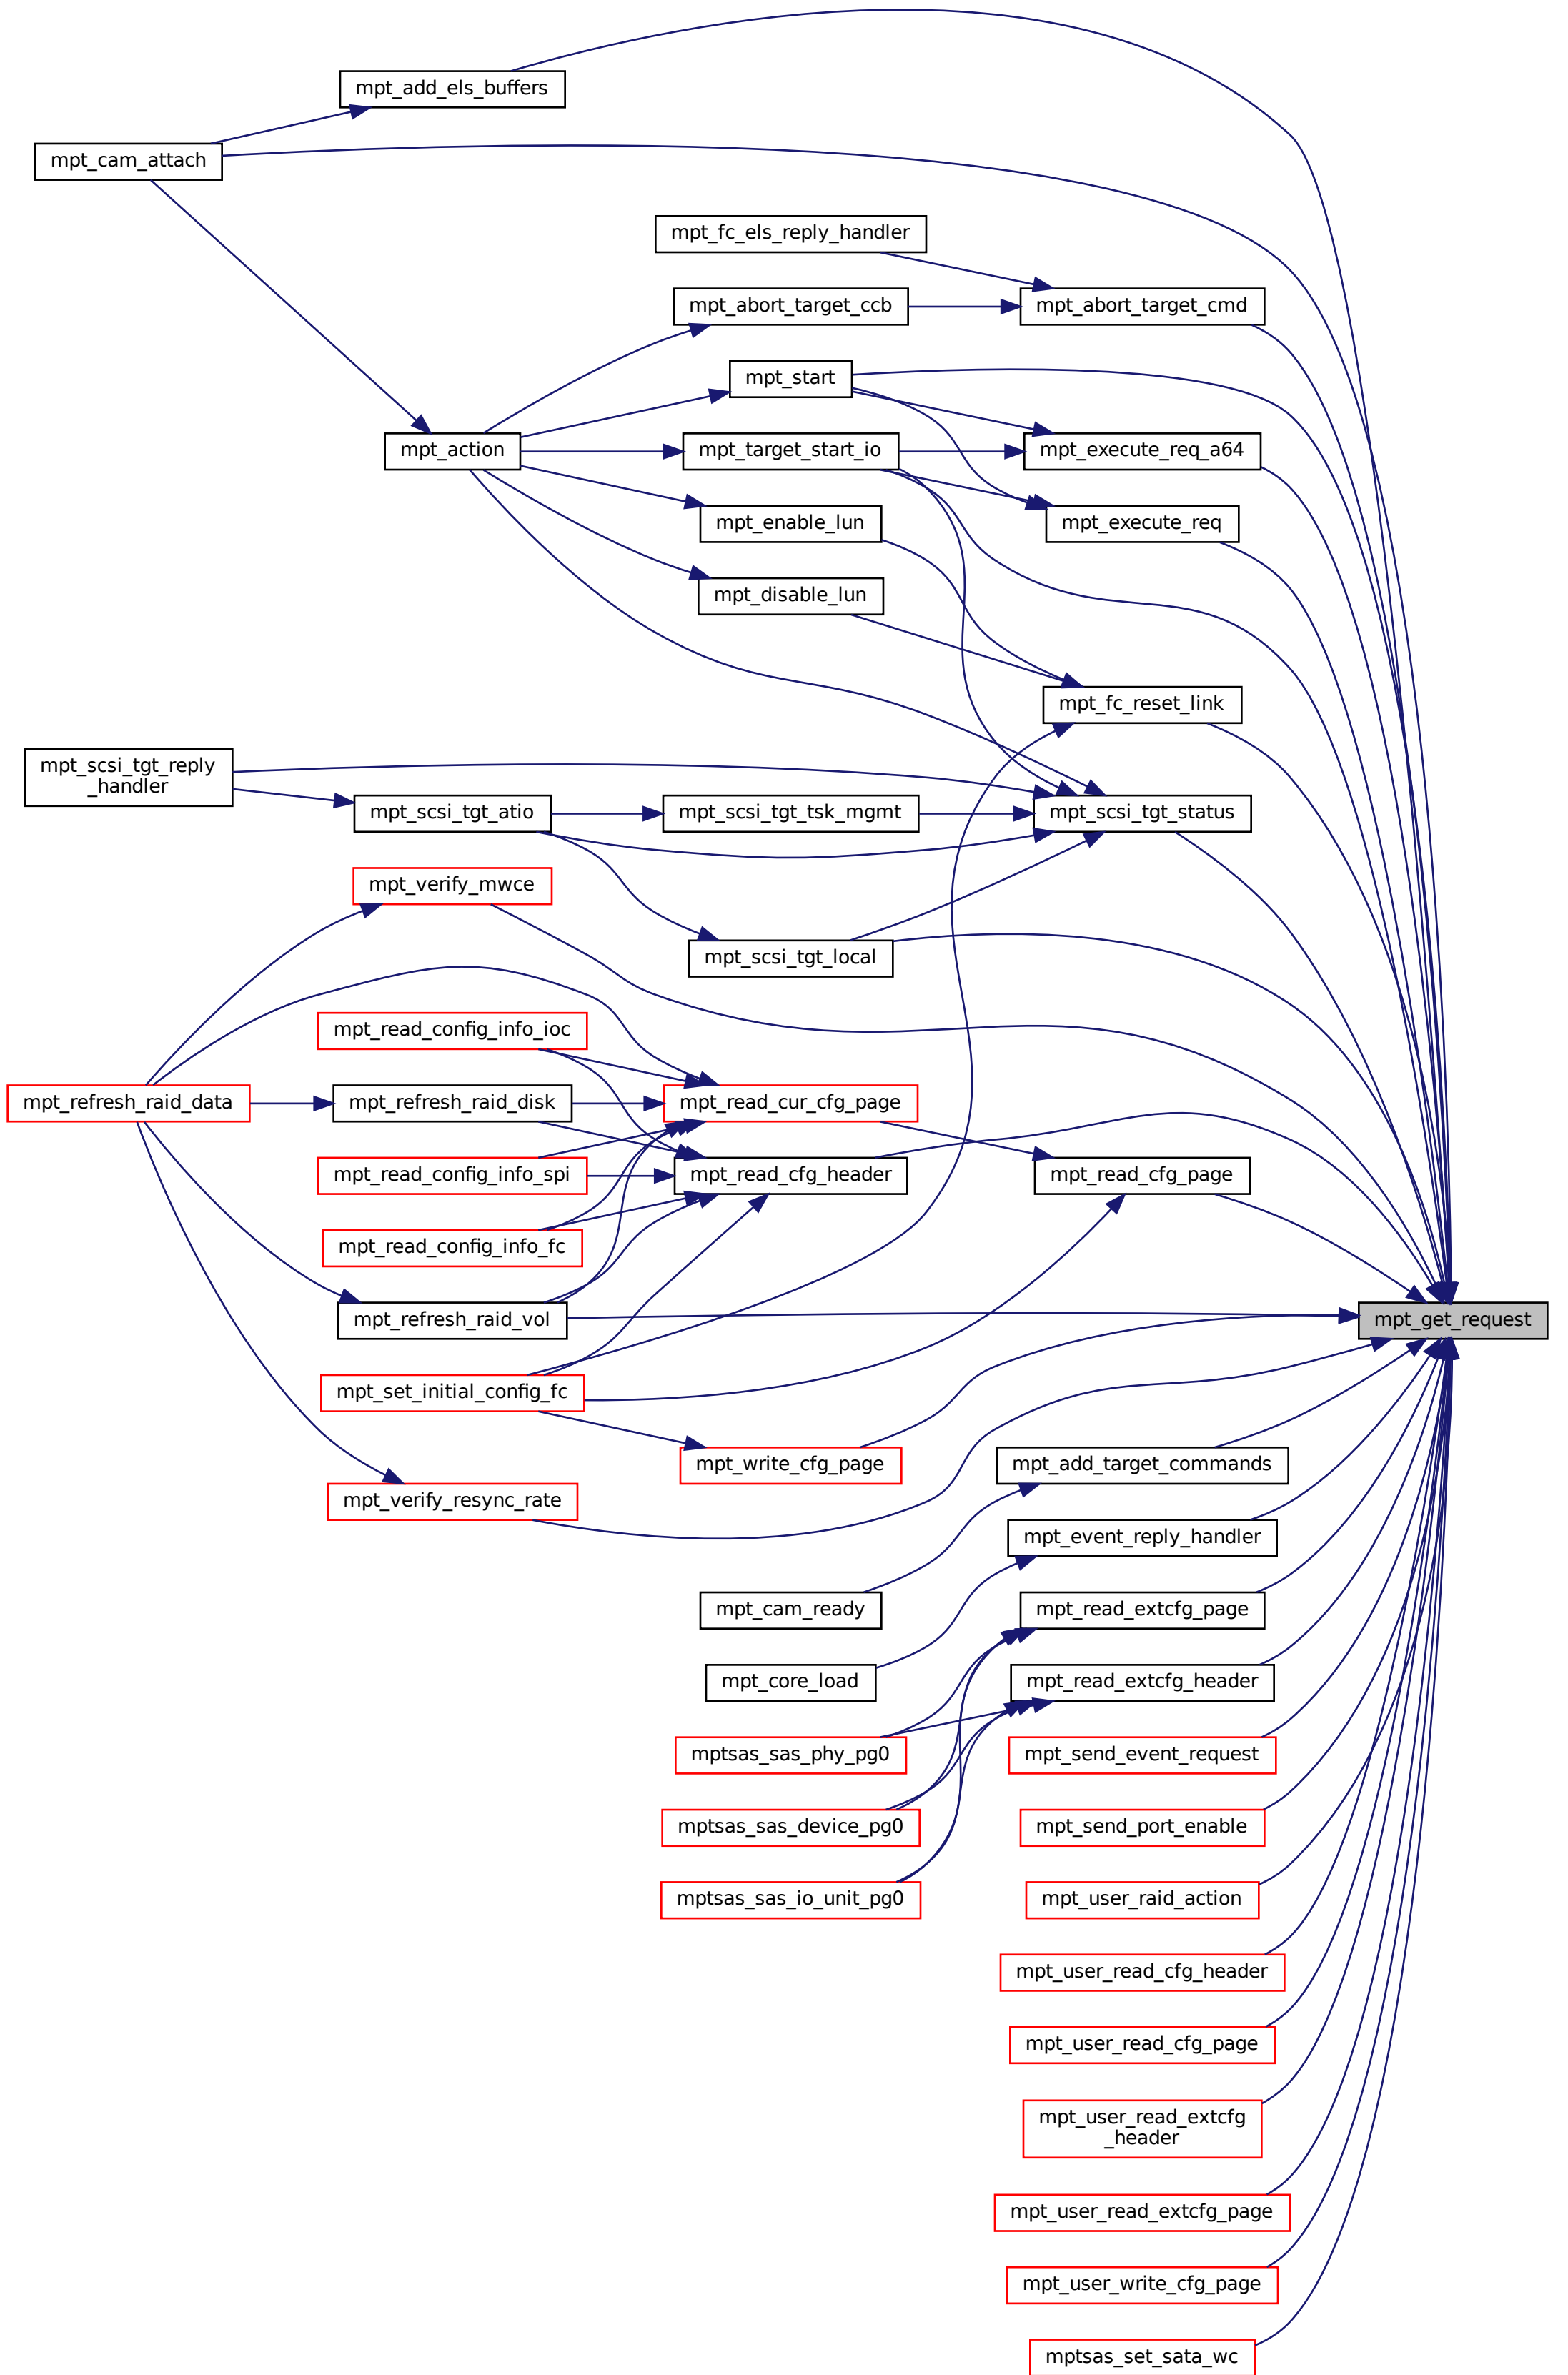 mpt_add_els_buffers
mpt_cam_attach
mpt_fc_els_reply_handler
mpt_abort_target_ccb
mpt_abort_target_cmd
mpt_start
mpt_action
mpt_target_start_io
mpt_execute_req_a64
mpt_enable_lun
mpt_execute_req
mpt_disable_lun
mpt_fc_reset_link
mpt_scsi_tgt_reply
_handler
mpt_scsi_tgt_atio
mpt_scsi_tgt_tsk_mgmt
mpt_scsi_tgt_status
mpt_verify_mwce
mpt_scsi_tgt_local
mpt_read_config_info_ioc
mpt_refresh_raid_data
mpt_refresh_raid_disk
mpt_read_cur_cfg_page
mpt_read_config_info_spi
mpt_read_cfg_header
mpt_read_cfg_page
mpt_read_config_info_fc
mpt_refresh_raid_vol
mpt_get_request
mpt_set_initial_config_fc
mpt_write_cfg_page
mpt_add_target_commands
mpt_verify_resync_rate
mpt_event_reply_handler
mpt_cam_ready
mpt_read_extcfg_page
mpt_core_load
mpt_read_extcfg_header
mptsas_sas_phy_pg0
mpt_send_event_request
mptsas_sas_device_pg0
mpt_send_port_enable
mptsas_sas_io_unit_pg0
mpt_user_raid_action
mpt_user_read_cfg_header
mpt_user_read_cfg_page
mpt_user_read_extcfg
_header
mpt_user_read_extcfg_page
mpt_user_write_cfg_page
mptsas_set_sata_wc